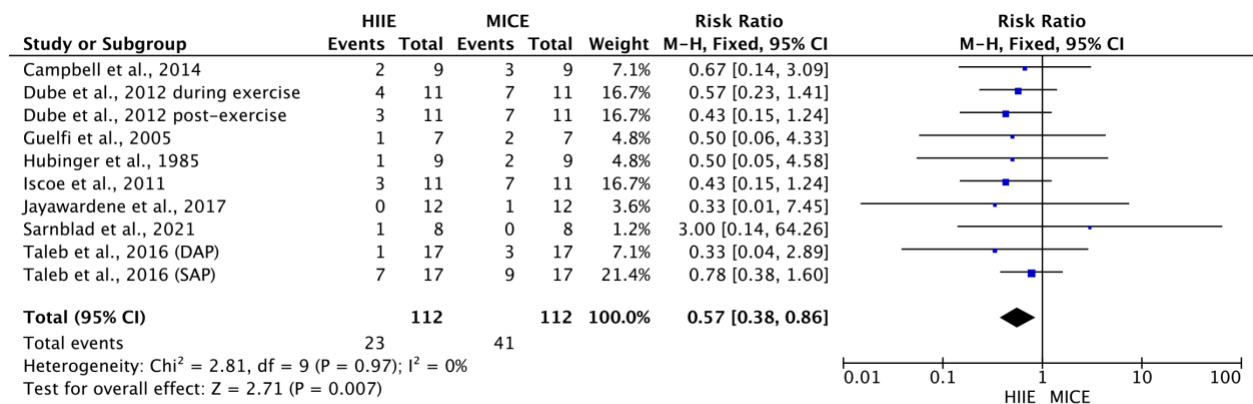 HIIE MICE Risk Ratio Risk Ratio
Study or Subgroup Events Total Events Total Weight M-H, Fixed, 95% CI M-H, Fixed, 95% CI
Campbell et al., 2014 2 9 3 9 7.1% 0.67 [0.14, 3.09]
Dube et al., 2012 during exercise 4 11 7 11 16.7% 0.57 [0.23, 1.41]
Dube et al., 2012 post-exercise 3 11 7 11 16.7% 0.43 [0.15, 1.24]
Guelfi et al., 2005 1 7 2 7 4.8% 0.50 [0.06, 4.33]
Hubinger et al., 1985 1 9 2 9 4.8% 0.50 [0.05, 4.58]
Iscoe et al., 2011 3 11 7 11 16.7% 0.43 [0.15, 1.24]
Jayawardene et al., 2017 0 12 1 12 3.6% 0.33 [0.01, 7.45]
Sarnblad et al., 2021 1 8 0 8 1.2% 3.00 [0.14, 64.26]
Taleb et al., 2016 (DAP) 1 17 3 17 7.1% 0.33 [0.04, 2.89]
Taleb et al., 2016 (SAP) 7 17 9 17 21.4% 0.78 [0.38, 1.60]
Total (95% CI) 112 112 100.0% 0.57 [0.38, 0.86]
Total events 23 41
Heterogeneity: Chi² = 2.81, df = 9 (P = 0.97); I² = 0%
Test for overall effect: Z = 2.71 (P = 0.007)
0.01 0.1 1 10 100
HIIE MICE